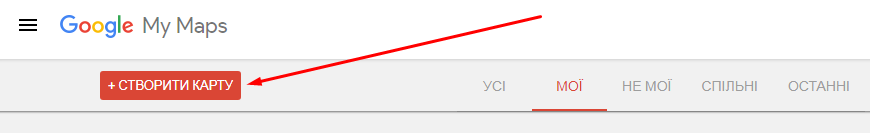 Google My Maps
+ СТВОРИТИ КАРТУ УСІ МОЇ НЕ МОЇ СПІЛЬНІ ОСТАННІ